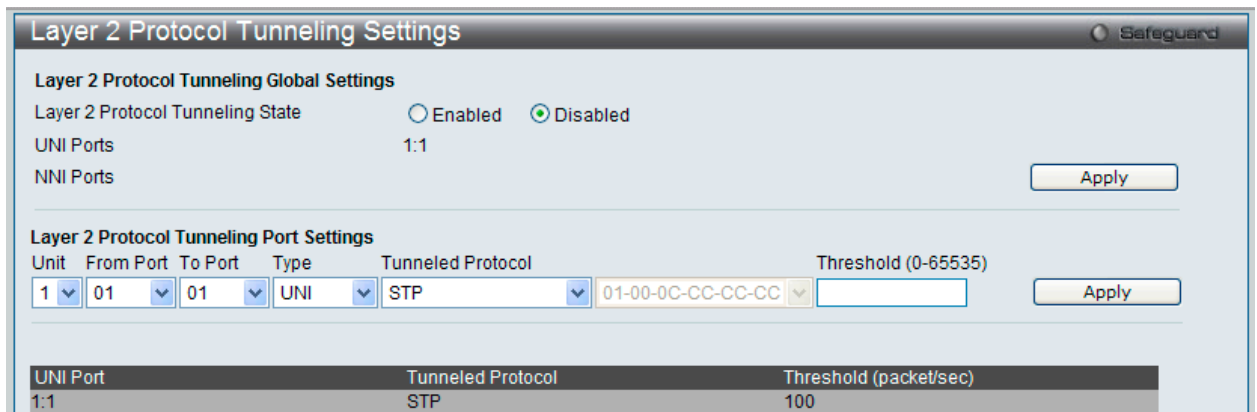 Layer 2 Protocol Tunneling Settings
Safeguard
Layer 2 Protocol Tunneling Global Settings
Layer 2 Protocol Tunneling State Enabled Disabled
UNI Ports 1:1
NNI Ports Apply
Layer 2 Protocol Tunneling Port Settings
Unit From Port To Port Type Tunneled Protocol Threshold (0-65535)
1 01 01 UNI STP 01-00-0C-CC-CC-CC Apply
UNI Port Tunneled Protocol Threshold (packet/sec)
1:1 STP 100